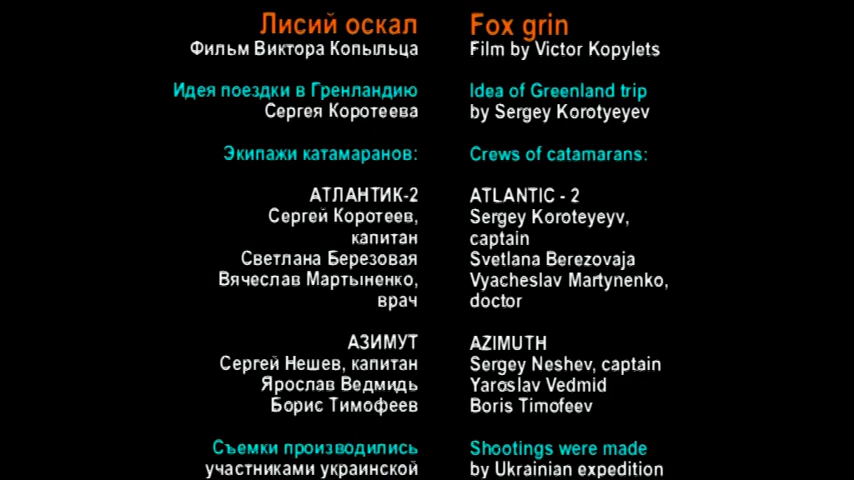 Лисий оскал
Фильм Виктора Копыльца
Идея поездки в Гренландию
Сергея Коротеева
Экипажи катамаранов:
АТЛАНТИК-2
Сергей Коротеев,
капитан
Светлана Березовая
Вячеслав Мартыненко,
врач
АЗИМУТ
Сергей Нешев, капитан
Ярослав Ведмидь
Борис Тимофеев
Съемки производились
участниками украинской
Fox grin
Film by Victor Kopylets
Idea of Greenland trip
by Sergey Korotyeyev
Crews of catamarans:
ATLANTIC - 2
Sergey Koroteyeyv,
captain
Svetlana Berezovaja
Vyacheslav Martynenko,
doctor
AZIMUTH
Sergey Neshev, captain
Yaroslav Vedmid
Boris Timofeev
Shootings were made
by Ukrainian expedition